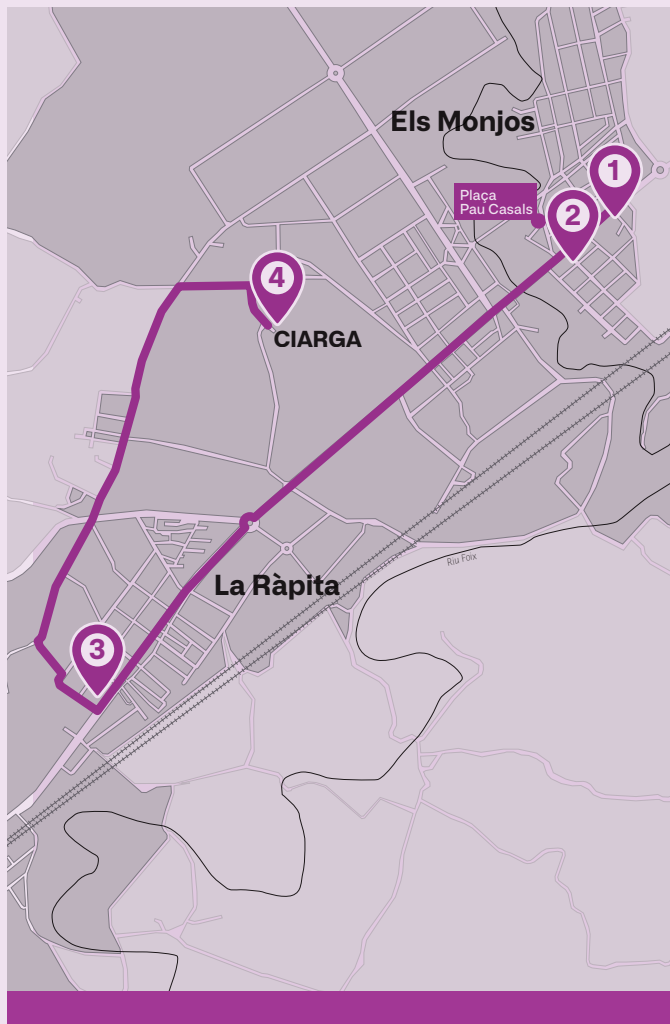 Els Monjos
1
Plaça
Pau Casals
2
4
CIARGA
Riu Foix
La Ràpita
3